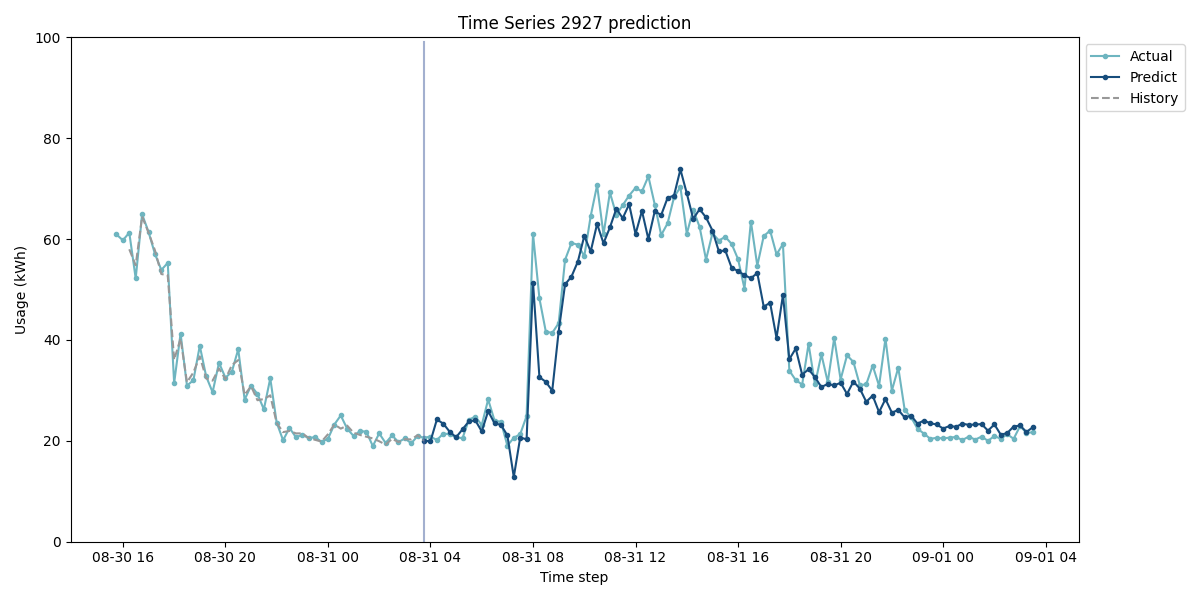 Time Series 2927 prediction
100
80
60
40
20
0
Usage (kWh)
08-30 16
08-30 20
08-31 00
08-31 04
08-31 08
08-31 12
08-31 16
08-31 20
09-01 00
09-01 04
Time step
Actual
Predict
History